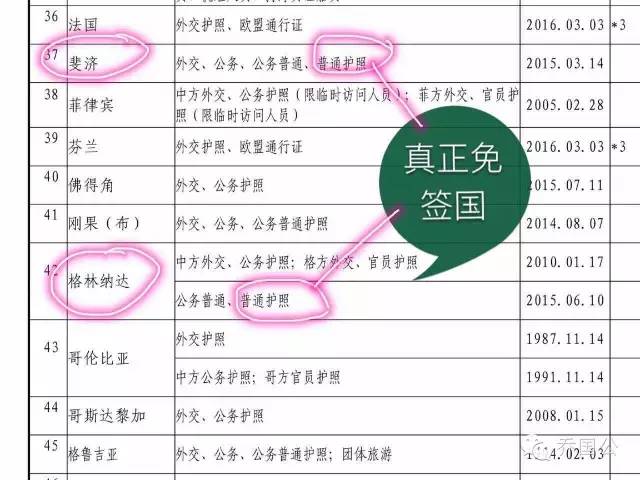 36 法国 外交护照、欧盟通行证 2016.03.03 *3
37 斐济 外交、公务、公务普通、普通护照 2015.03.14
38 菲律宾 中方外交、公务护照（限临时访问人员）；菲方外交、官员护照（限临时访问人员） 2005.02.28
39 芬兰 外交护照、欧盟通行证 2016.03.03 *3
40 佛得角 外交、公务护照 2015.07.11
41 刚果（布） 外交、公务、公务普通护照 2014.08.07
42 格林纳达 中方外交、公务护照；格方外交、官员护照 2010.01.17
公务普通、普通护照 2015.06.10
43 哥伦比亚 外交护照 1987.11.14
中方公务护照；哥方官员护照 1991.11.14
44 哥斯达黎加 外交、公务护照 2008.01.15
45 格鲁吉亚 外交、公务、公务普通护照；团体旅游 02.03
真正免
签国
乔国公